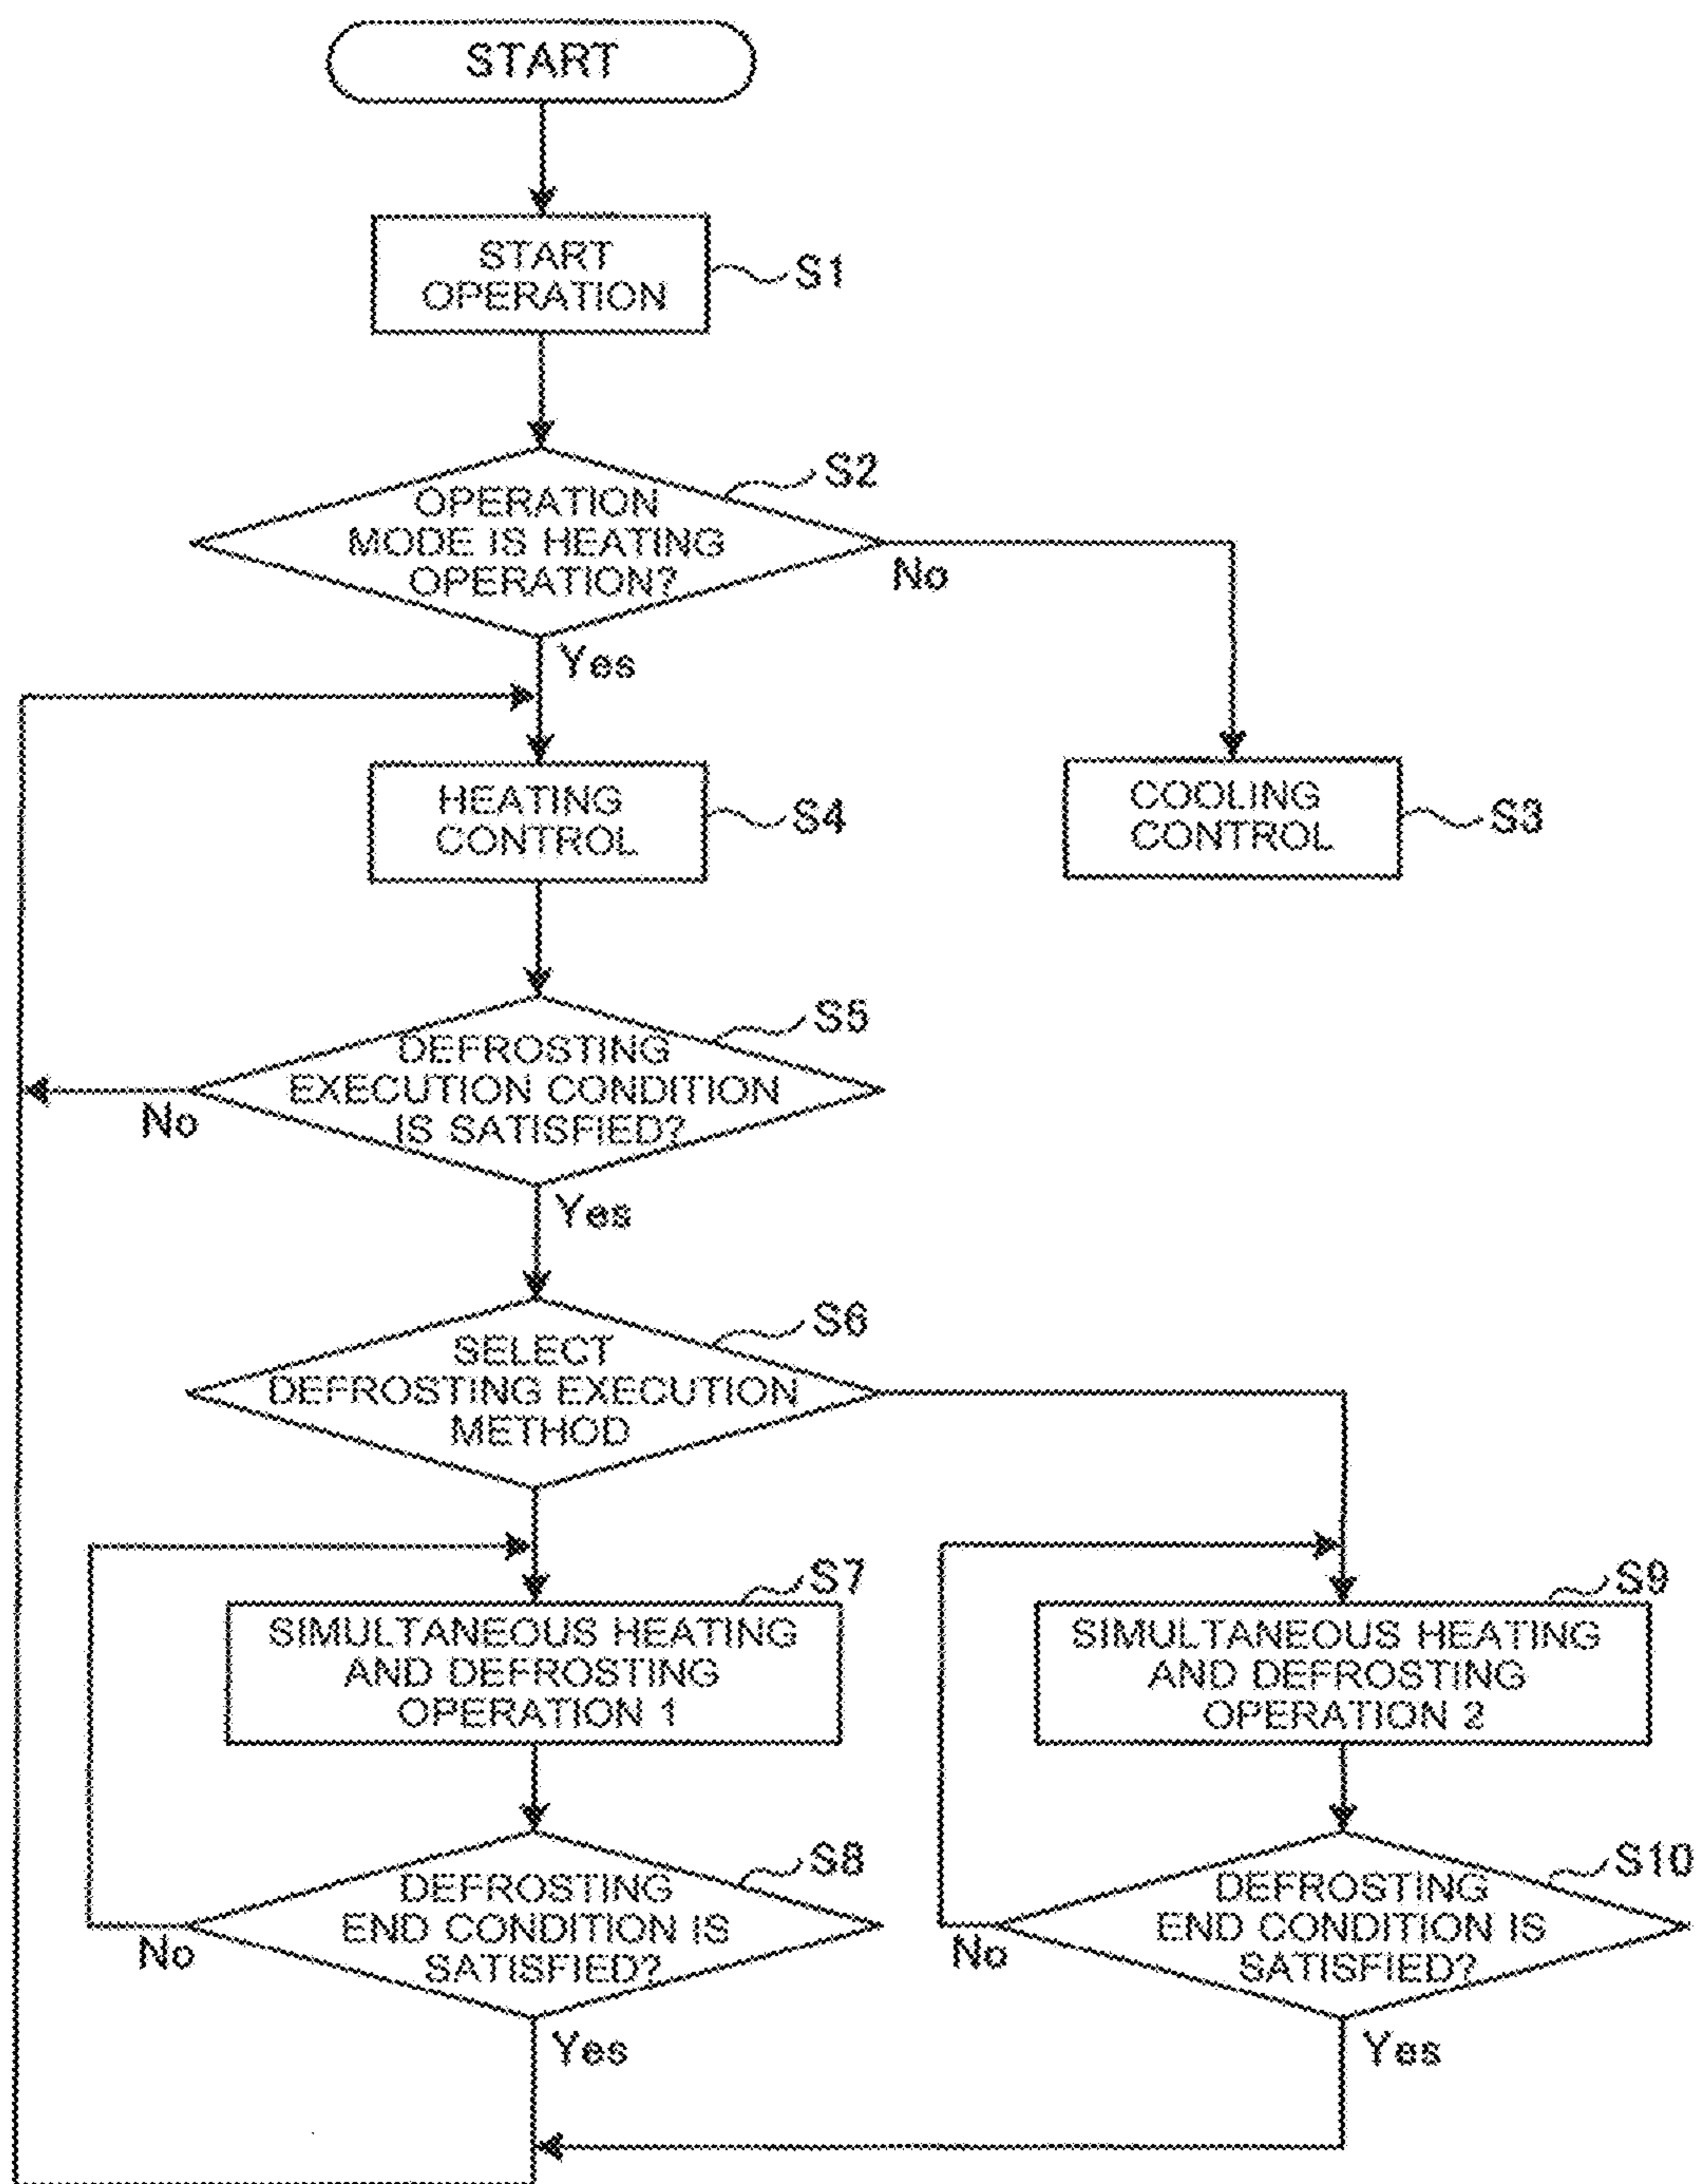 START
START
OPERATION
S1
OPERATION
MODE IS HEATING
OPERATION?
S2
No
Yes
HEATING
CONTROL
S4
COOLING
CONTROL
S3
DEFROSTING
EXECUTION CONDITION
IS SATISFIED?
S5
No
Yes
SELECT
DEFROSTING EXECUTION
METHOD
S6
SIMULTANEOUS HEATING
AND DEFROSTING
OPERATION 1
S7
SIMULTANEOUS HEATING
AND DEFROSTING
OPERATION 2
S9
DEFROSTING
END CONDITION IS
SATISFIED?
S8
No
Yes
DEFROSTING
END CONDITION IS
SATISFIED?
S10
No
Yes